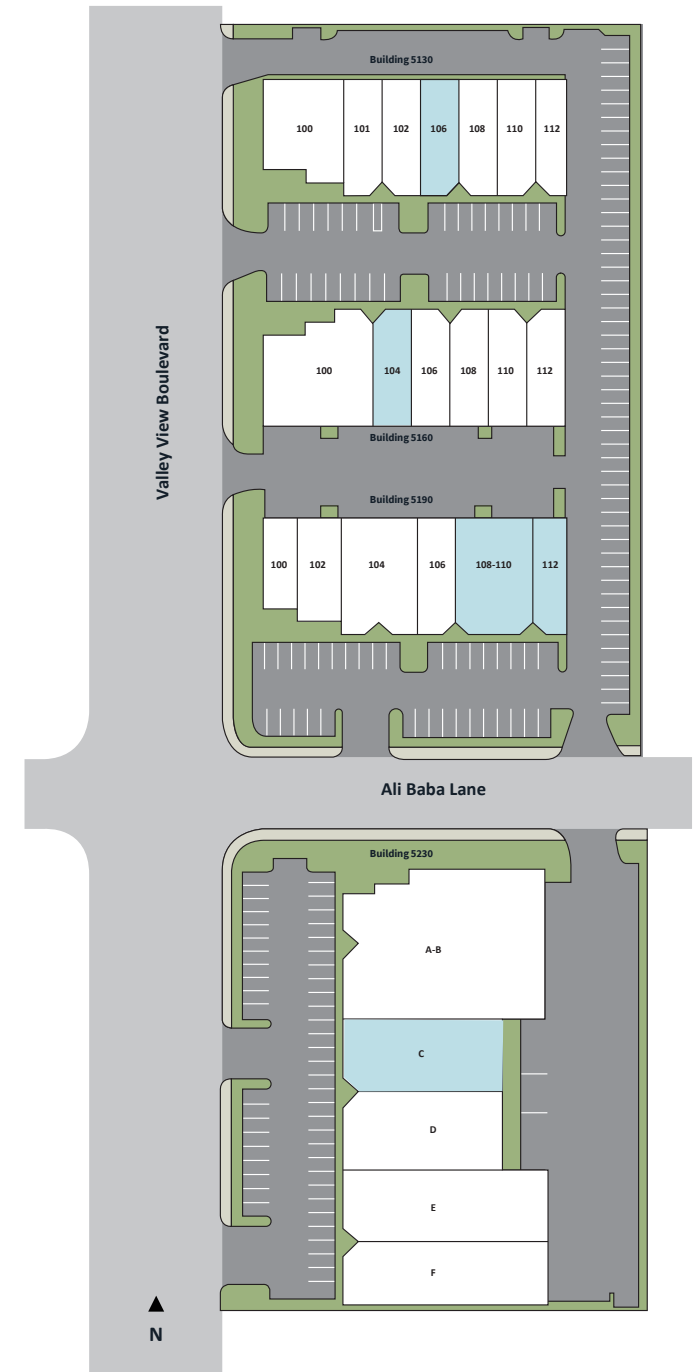 Building 5130
100
101
102
106
108
110
112
Valley View Boulevard
100
104
106
108
110
112
Building 5160
Building 5190
100
102
104
106
108-110
112
Ali Baba Lane
Building 5230
A-B
C
D
E
F
N